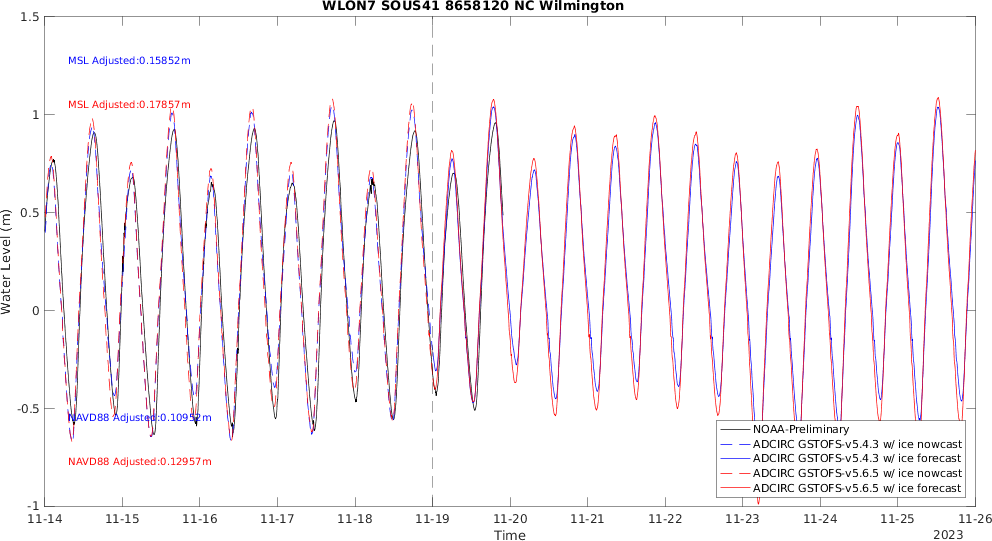 WLON7 SOUS41 8658120 NC Wilmington
1.5
1
0.5
0
-0.5
-1
Water Level (m)
MSL Adjusted:0.15852m
MSL Adjusted:0.17857m
NAVD88 Adjusted:0.10952m
NAVD88 Adjusted:0.12957m
NOAA-Preliminary
ADCIRC GSTOFS-v5.4.3 w/ ice nowcast
ADCIRC GSTOFS-v5.4.3 w/ ice forecast
ADCIRC GSTOFS-v5.6.5 w/ ice nowcast
ADCIRC GSTOFS-v5.6.5 w/ ice forecast
11-14 11-15 11-16 11-17 11-18 11-19 11-20 11-21 11-22 11-23 11-24 11-25 11-26
Time
2023